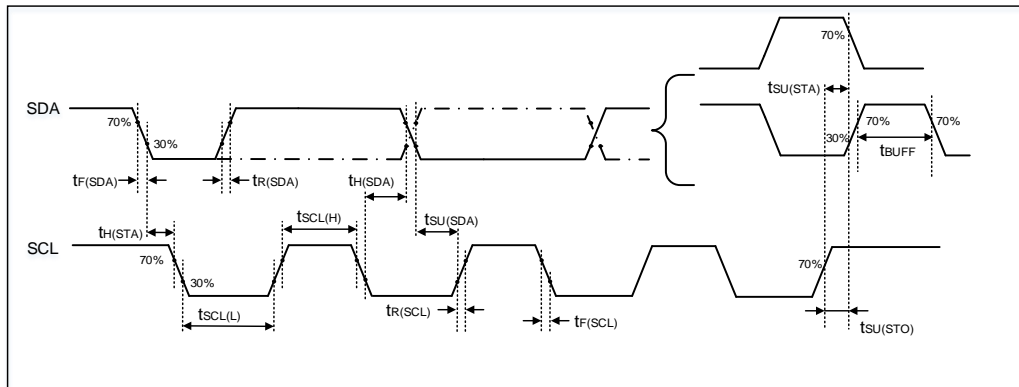 70%
tSU(STA)
SDA
70%
30%
30%
70%
70%
tBUFF
tF(SDA)
tR(SDA)
tH(SDA)
tSCL(H)
tSU(SDA)
tH(STA)
SCL
70%
30%
70%
tSCL(L)
tR(SCL)
tF(SCL)
tSU(STO)